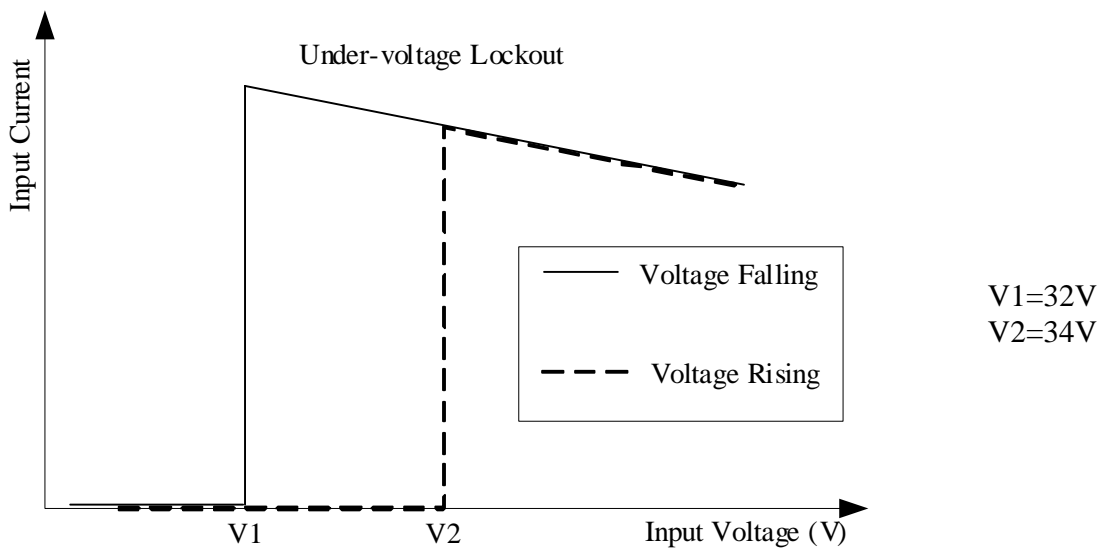 Under-voltage Lockout
Input Current
Voltage Falling
Voltage Rising
V1=32V
V2=34V
V1
V2
Input Voltage (V)